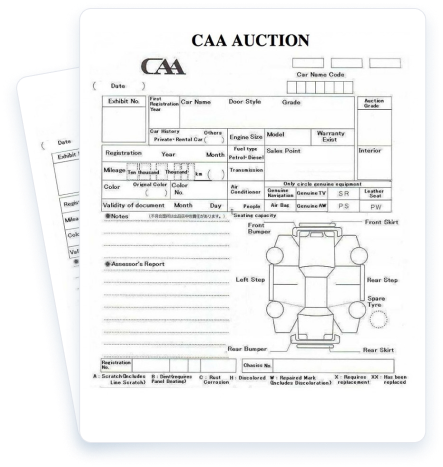 CAA AUCTION
CAA
Car Name Code
( Date )
Exhibit No.
First Registration Year
Car Name
Door Style
Grade
Auction Grade
Car History
Others
Private · Rental Car ( )
Engine Size
Model
Warranty Exist
Registration Year Month
Fuel type
Petrol· Diesel
Sales Point
Interior
Mileage Ten thousand Thousand km ( )
Transmission
Color
Original Color
( )
Color No.
Air Conditioner
Only circle genuine equipment
Genuine Navigation
Genuine TV
SR
Leather Seat
Validity of document Month Day
People
Air Bag
Genuine AW
PS
PW
Notes
Seating capacity
Front Bumper
Front Skirt
Assessor's Report
Left Step
Rear Step
Spare Tyre
Rear Bumper
Rear Skirt
Registration No.
Chassis No.
A : Scratch(Includes Line Scratch)
B : Dent(requires Panel Beating)
C : Rust Corrosion
H : Discolored
W : Repaired Mark (Includes Discoloration)
X : Requires replacement
XX : Has been replaced
Date
Exhibit
Regis
Mileag
Colo
Vali